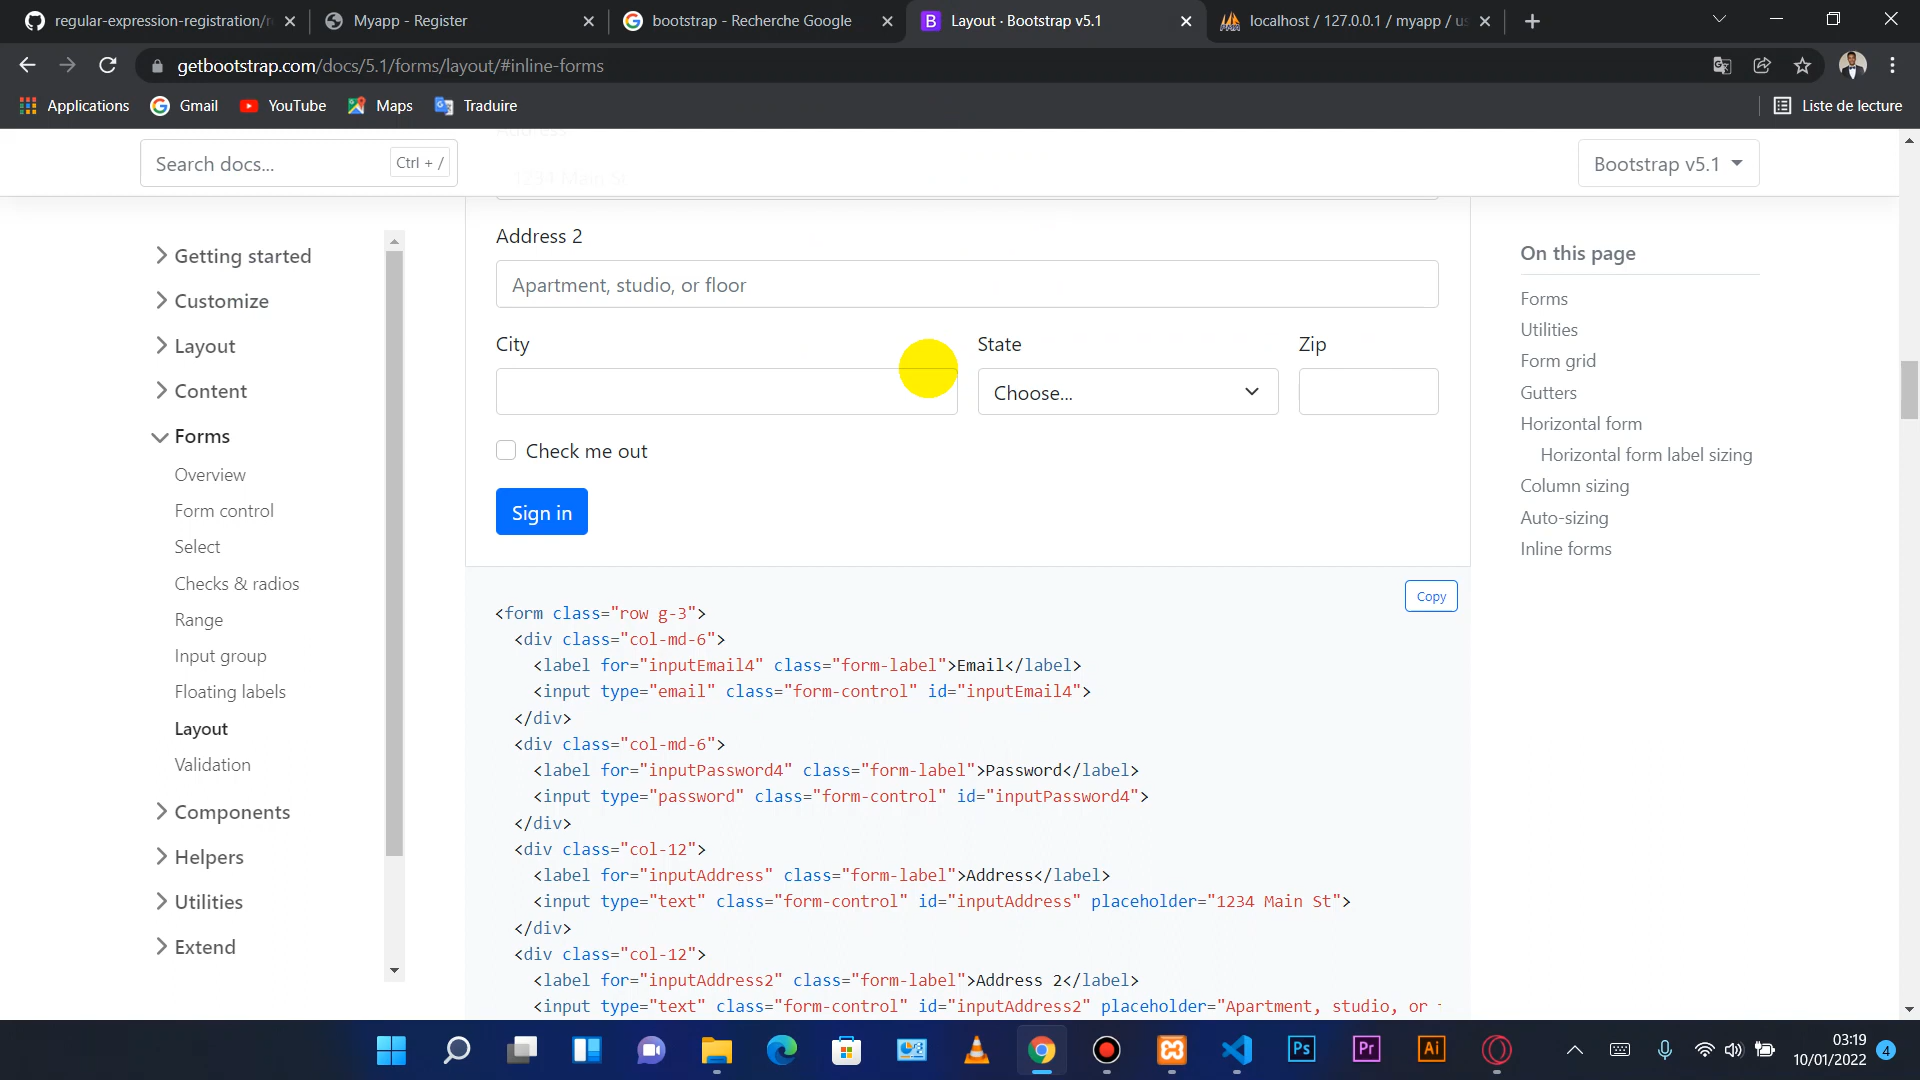 regular-expression-registration/r
Myapp - Register
bootstrap - Recherche Google
Layout · Bootstrap v5.1
localhost / 127.0.0.1 / myapp / us
getbootstrap.com/docs/5.1/forms/layout/#inline-forms
Applications
Gmail
YouTube
Maps
Traduire
Liste de lecture
Search docs...
Ctrl + /
Address
1234 Main St
Bootstrap v5.1
Getting started
Customize
Layout
Content
Forms
Overview
Form control
Select
Checks & radios
Range
Input group
Floating labels
Layout
Validation
Components
Helpers
Utilities
Extend
Address 2
Apartment, studio, or floor
City
State
Zip
Choose...
Check me out
Sign in
Copy
<form class="row g-3">
<div class="col-md-6">
<label for="inputEmail4" class="form-label">Email</label>
<input type="email" class="form-control" id="inputEmail4">
</div>
<div class="col-md-6">
<label for="inputPassword4" class="form-label">Password</label>
<input type="password" class="form-control" id="inputPassword4">
</div>
<div class="col-12">
<label for="inputAddress" class="form-label">Address</label>
<input type="text" class="form-control" id="inputAddress" placeholder="1234 Main St">
</div>
<div class="col-12">
<label for="inputAddress2" class="form-label">Address 2</label>
<input type="text" class="form-control" id="inputAddress2" placeholder="Apartment, studio, or
On this page
Forms
Utilities
Form grid
Gutters
Horizontal form
Horizontal form label sizing
Column sizing
Auto-sizing
Inline forms
Ps
Pr
Ai
03:19
10/01/2022
4